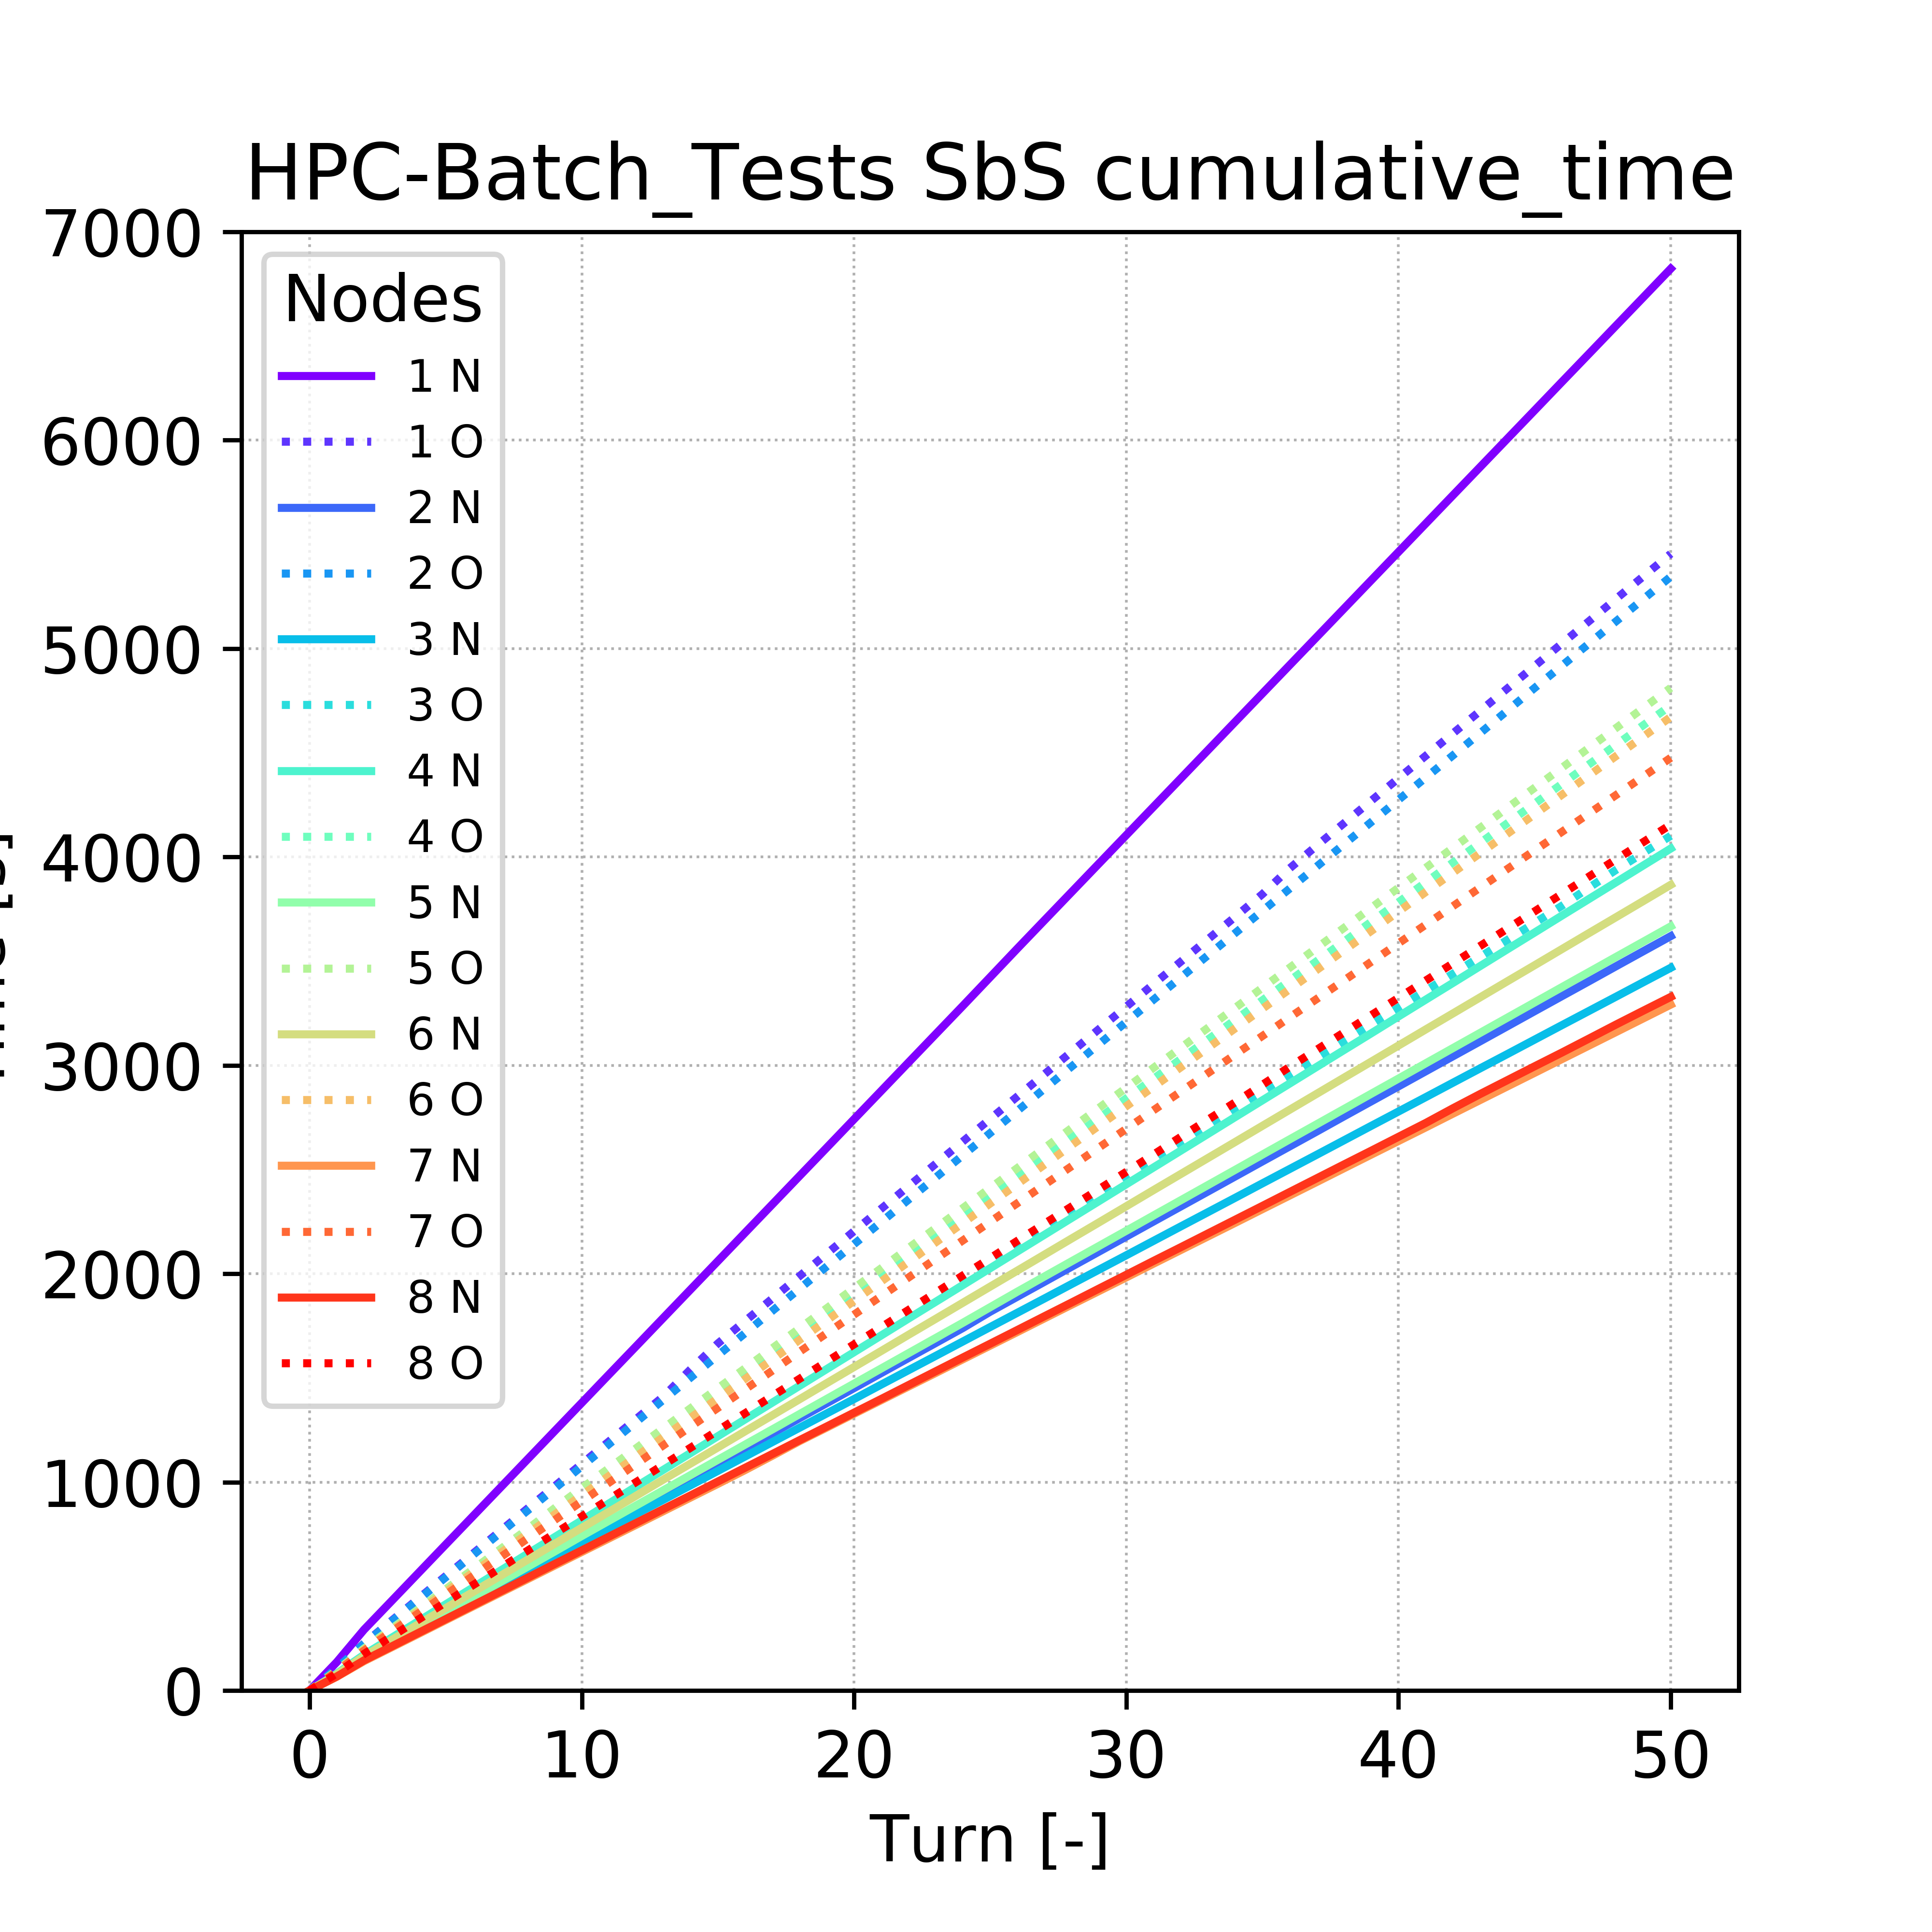 HPC-Batch_Tests SbS cumulative_time
7000
6000
5000
4000
3000
2000
1000
0
Nodes
1 N
1 O
2 N
2 O
3 N
3 O
4 N
4 O
5 N
5 O
6 N
6 O
7 N
7 O
8 N
8 O
0 10 20 30 40 50
Turn [-]